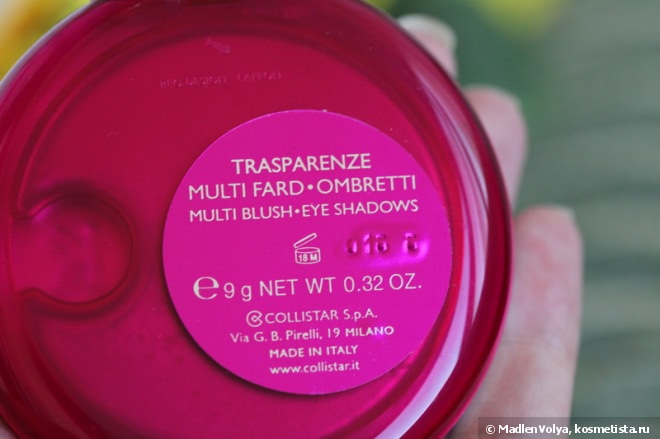 TRASPARENZE
MULTI FARD•OMBRETTI
MULTI BLUSH•EYE SHADOWS
18 M
℮ 9 g NET WT 0.32 OZ.
COLLISTAR S.p.A.
Via G. B. Pirelli, 19 MILANO
MADE IN ITALY
www.collistar.it
© MadlenVolya, kosmetista.ru